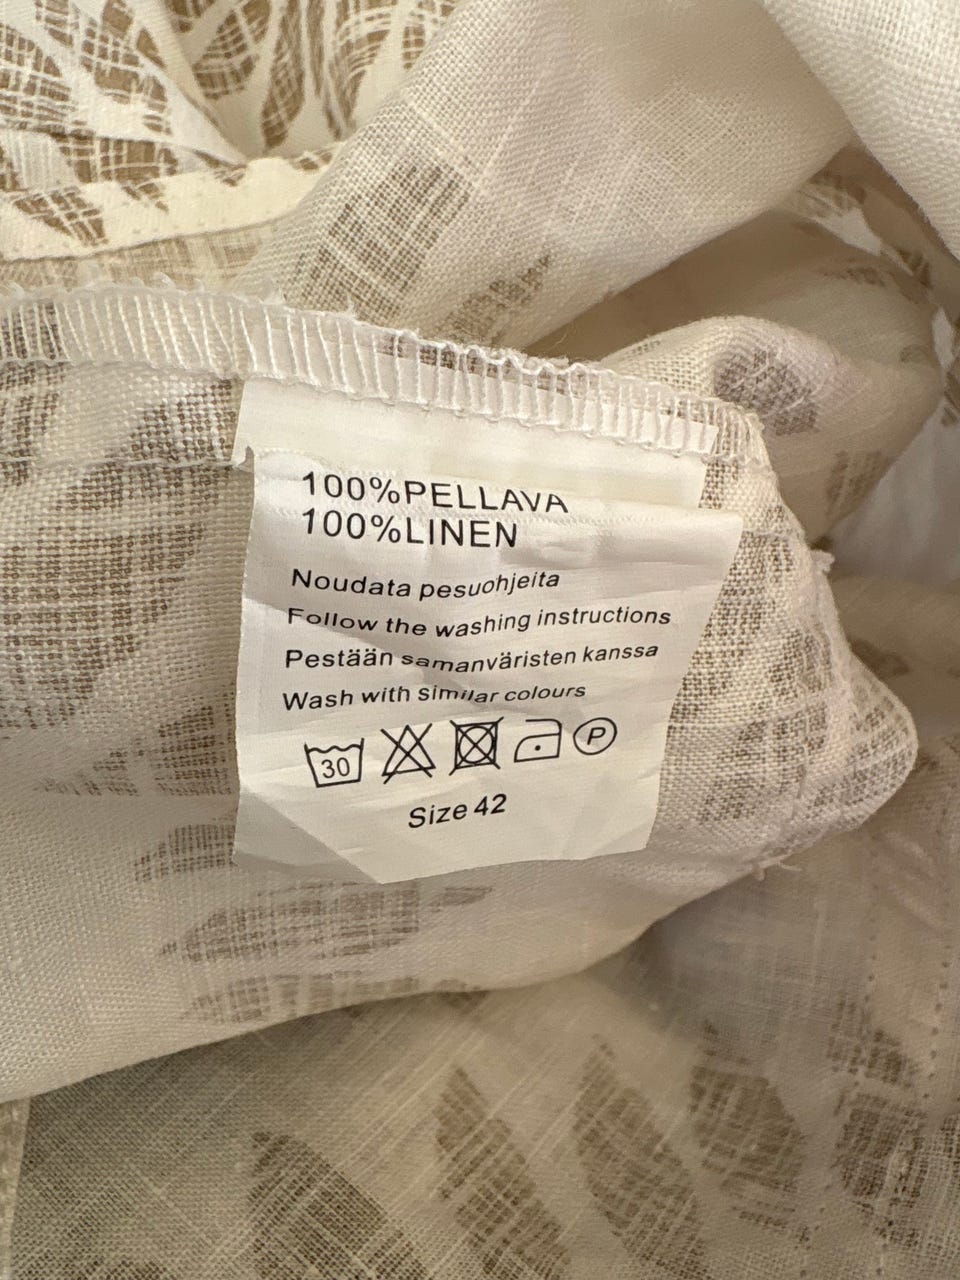 100%PELLAVA
100%LINEN
Noudata pesuohjeita
Follow the washing instructions
Pestään samanväristen kanssa
Wash with similar colours
30 P
Size 42